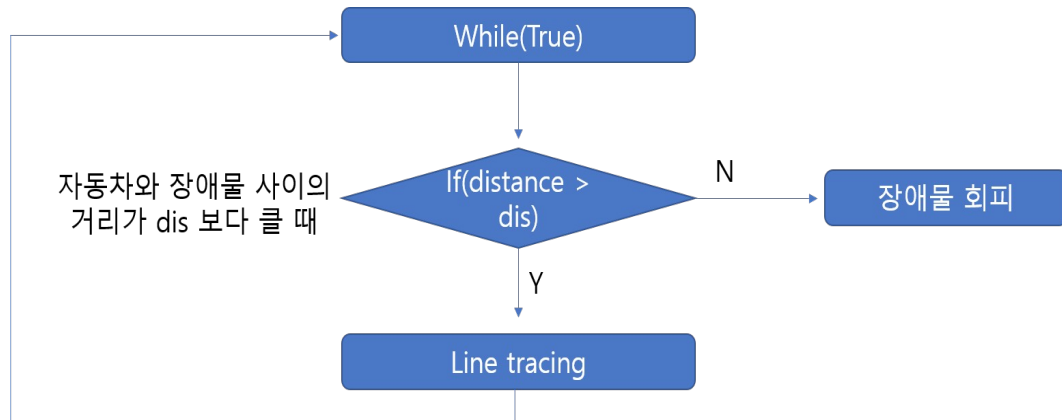 While(True)
자동차와 장애물 사이의
거리가 dis 보다 클 때
If(distance >
dis)
N
장애물 회피
Y
Line tracing